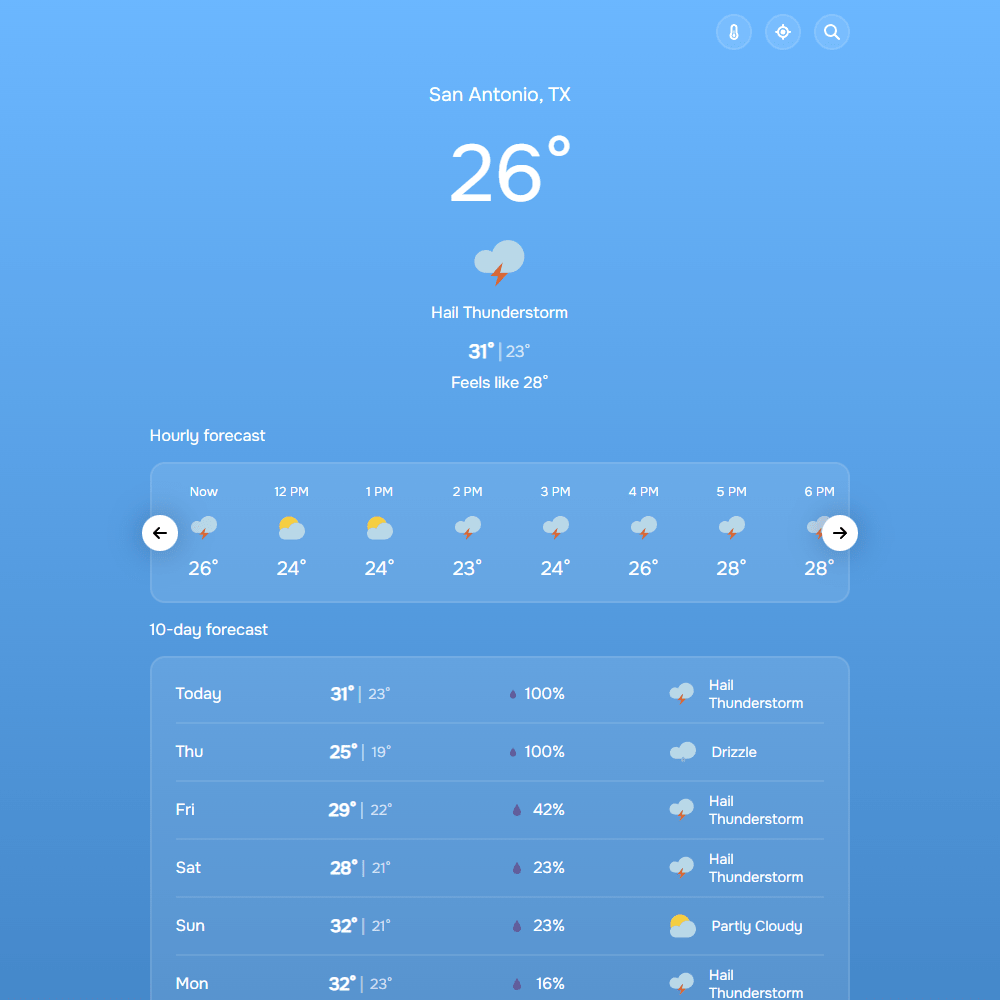 San Antonio, TX
26°
Hail Thunderstorm
31° | 23°
Feels like 28°
Hourly forecast
Now 12 PM 1 PM 2 PM 3 PM 4 PM 5 PM 6 PM
26° 24° 24° 23° 24° 26° 28° 28°
10-day forecast
Today 31° | 23° 100% Hail
Thunderstorm
Thu 25° | 19° 100% Drizzle
Fri 29° | 22° 42% Hail
Thunderstorm
Sat 28° | 21° 23% Hail
Thunderstorm
Sun 32° | 21° 23% Partly Cloudy
Mon 32° | 23° 16% Hail
Thunderstorm